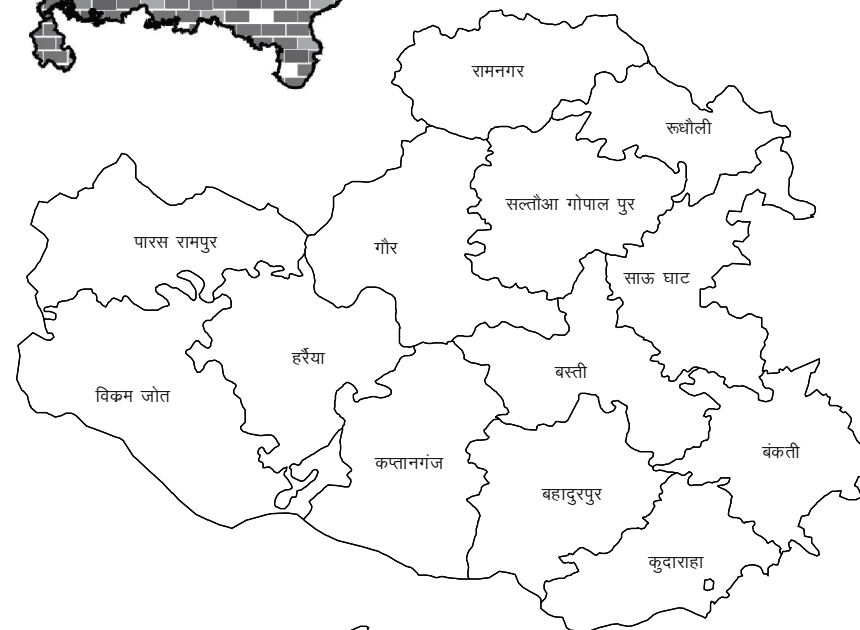 रामनगर
रूधौली
सल्तौआ गोपाल पुर
पारस रामपुर
गौर
साऊ घाट
हर्रैया
बस्ती
विक्रम जोत
बंकती
कप्तानगंज
बहादुरपुर
कुदाराहा